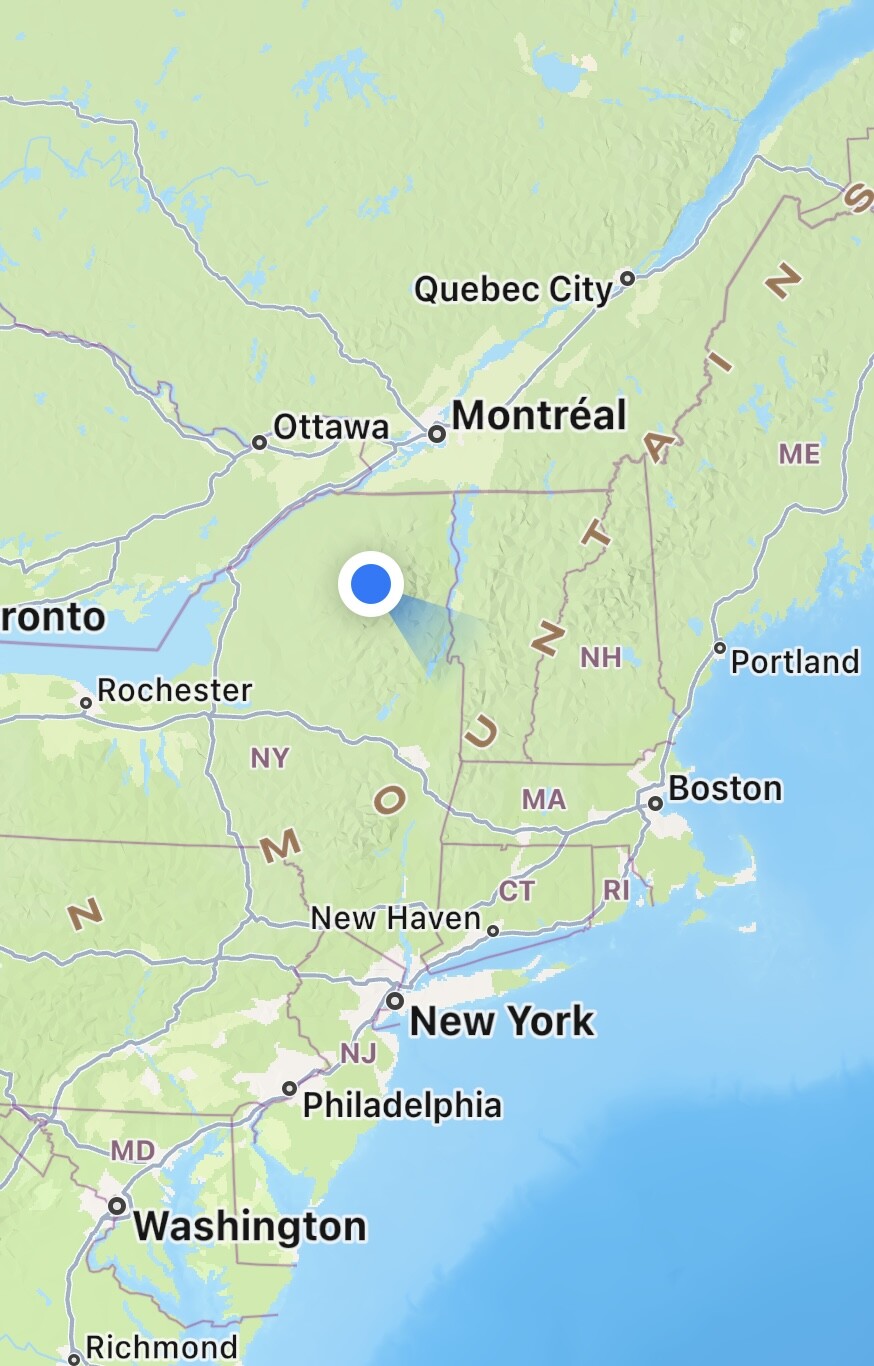 S
N
Quebec City
I
Montréal
Ottawa
A
ME
T
ronto
N
NH
Portland
Rochester
U
NY
Boston
O
MA
M
CT
RI
N
New Haven
New York
NJ
Philadelphia
MD
Washington
Richmond